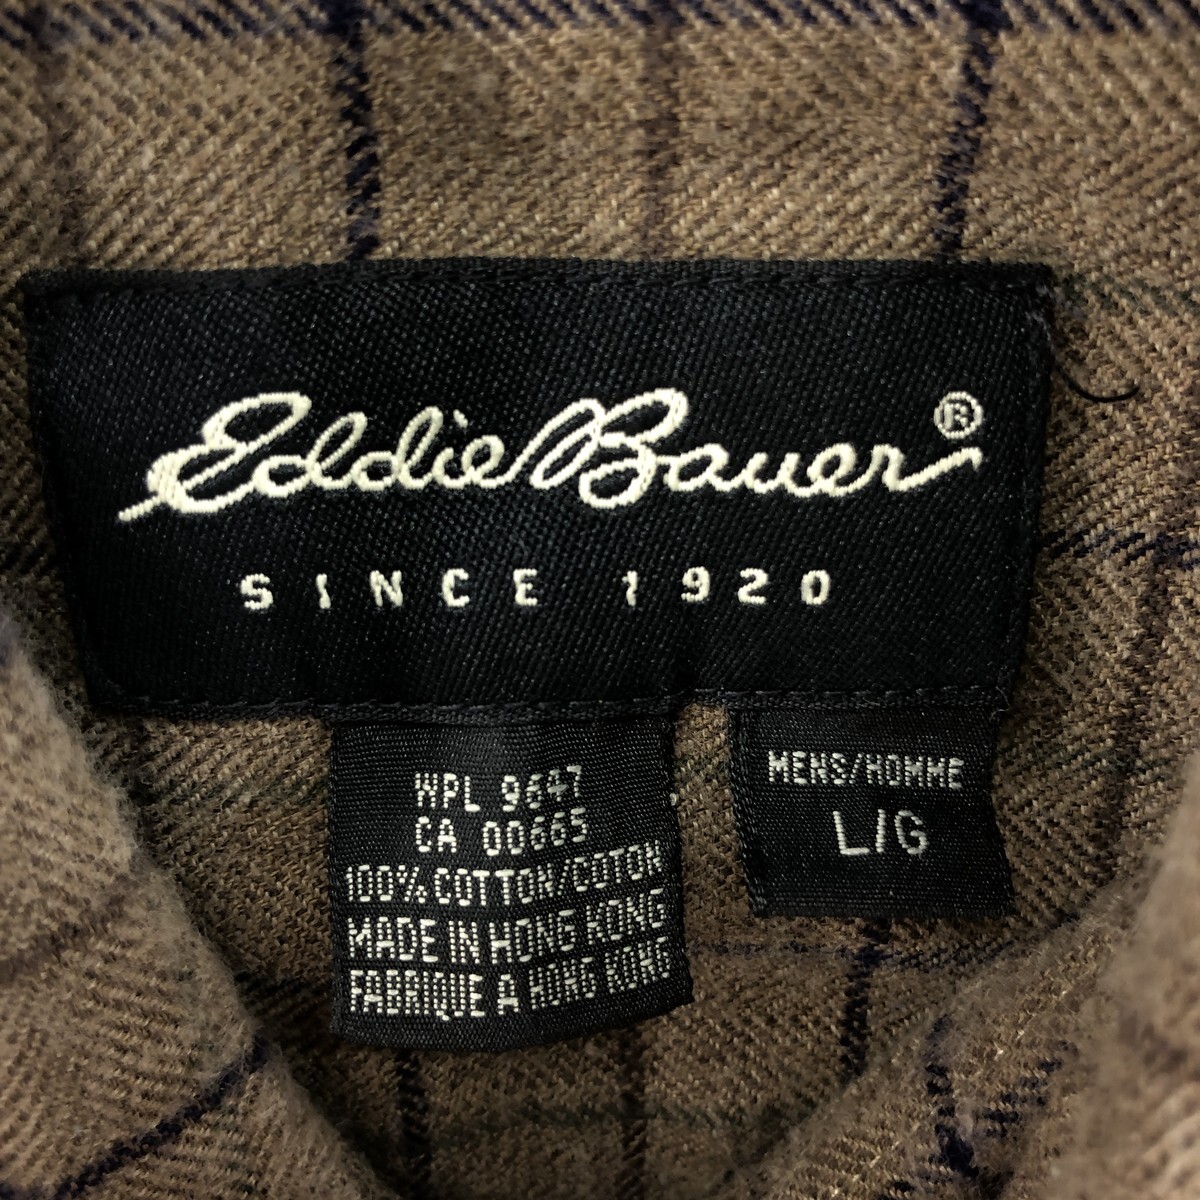 Eddie Bauer®
SINCE 1920
WPL 9647
CA 00665
100% COTTON/COTON
MADE IN HONG KONG
FABRIQUE A HONG KONG
MENS/HOMME
L/G